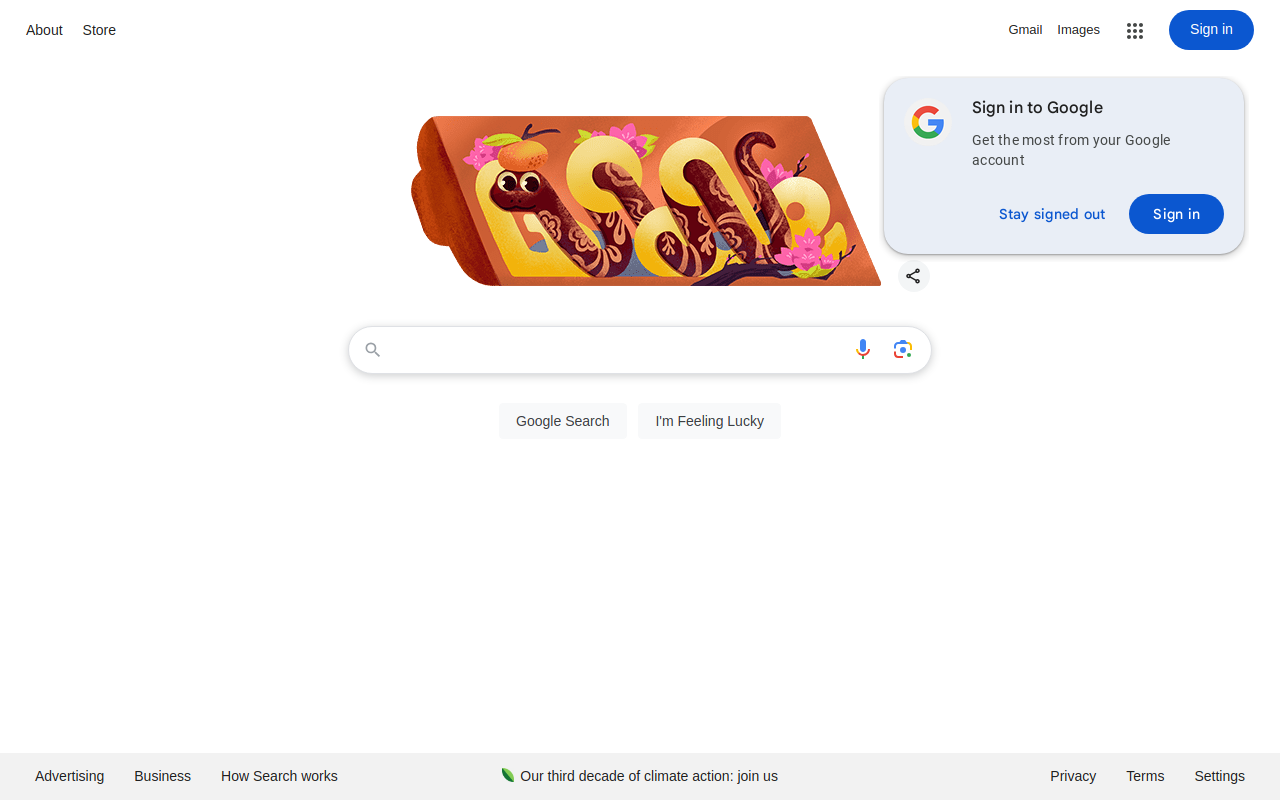 About
Store
Gmail
Images
Sign in
Sign in to Google
Get the most from your Google
account
Stay signed out
Sign in
Google Search
I'm Feeling Lucky
Advertising
Business
How Search works
Our third decade of climate action: join us
Privacy
Terms
Settings